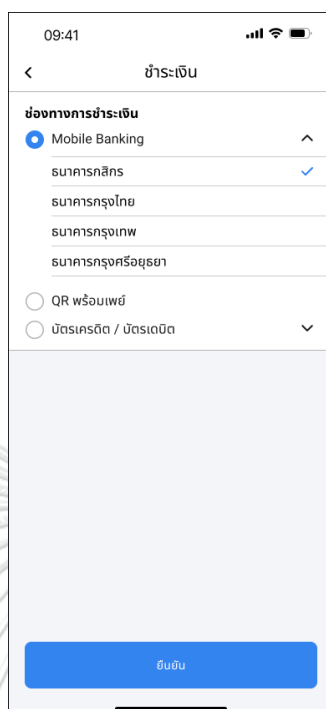 09:41
ชำระเงิน
ช่องทางการชำระเงิน
Mobile Banking
ธนาคารกสิกร
ธนาคารกรุงไทย
ธนาคารกรุงเทพ
ธนาคารกรุงศรีอยุธยา
QR พร้อมเพย์
บัตรเครดิต / บัตรเดบิต
ยืนยัน